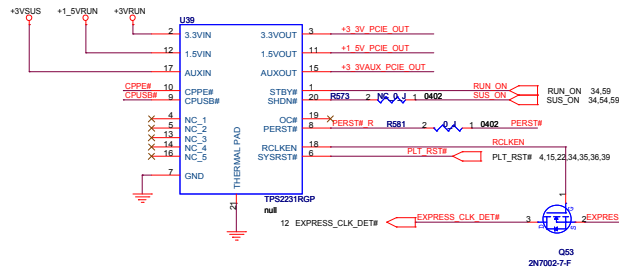 +3VSUS +1_5VRUN +3VRUN
U39
2 3.3VIN 3.3VOUT 3 +3_3V_PCIE_OUT
12 1.5VIN 1.5VOUT 11 +1_5V_PCIE_OUT
17 AUXIN AUXOUT 15 +3_3VAUX_PCIE_OUT
CPPE# 10 CPPE# STBY# 1 RUN_ON RUN_ON 34,59
CPUSB# 9 CPUSB# SHDN# 20 R573 2 NC_0_J 1 0402 SUS_ON SUS_ON 34,54,59
4 NC_1 OC# 19
5 NC_2 PERST# 8 PERST#_R R581 2 0_J 1 0402 PERST#
13 NC_3
14 NC_4 RCLKEN 18 RCLKEN
16 NC_5 SYSRST# 6 PLT_RST# PLT_RST# 4,15,22,34,35,36,39
7 GND
THERMAL PAD
21
TPS2231RGP
null
1
12 EXPRESS_CLK_DET# EXPRESS_CLK_DET# 3 D G S 2 EXPRES
Q53
2N7002-7-F